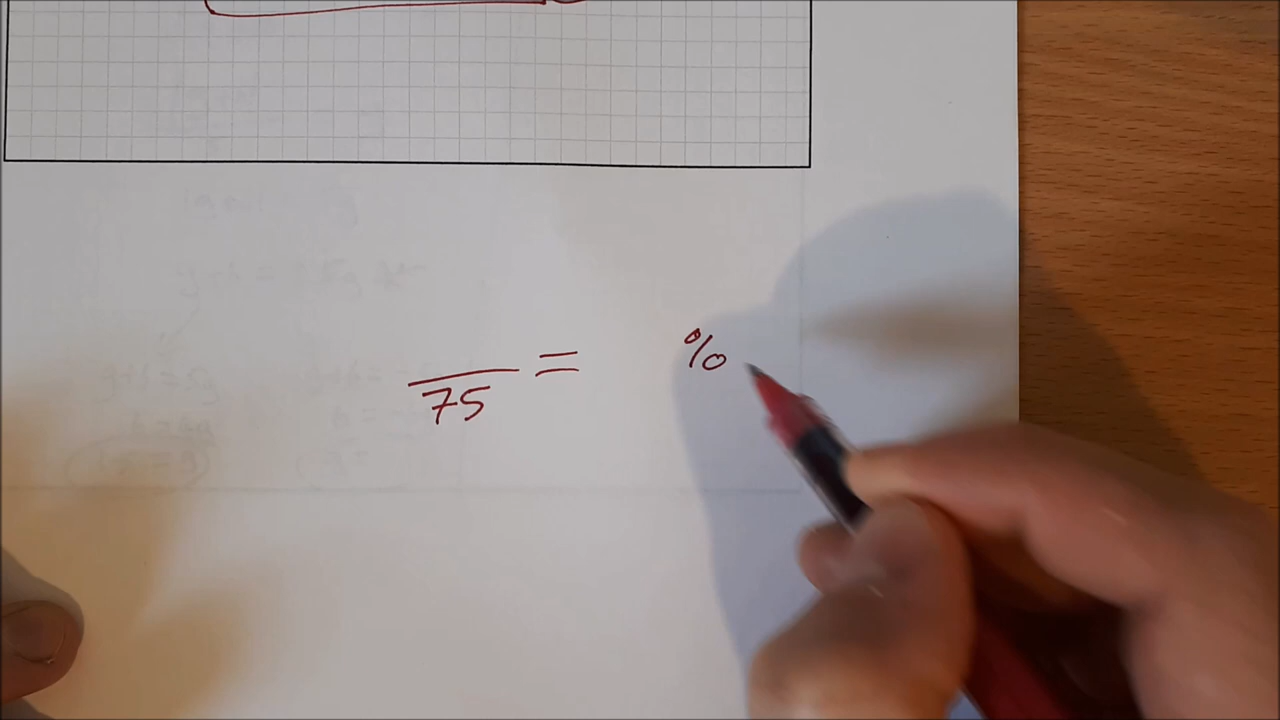 — = %
75